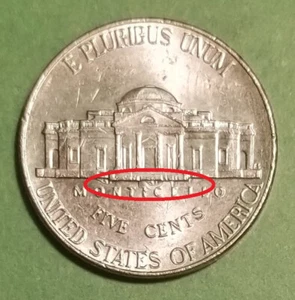 E PLURIBUS UNUM
MONTICELLO
FIVE CENTS
UNITED STATES OF AMERICA